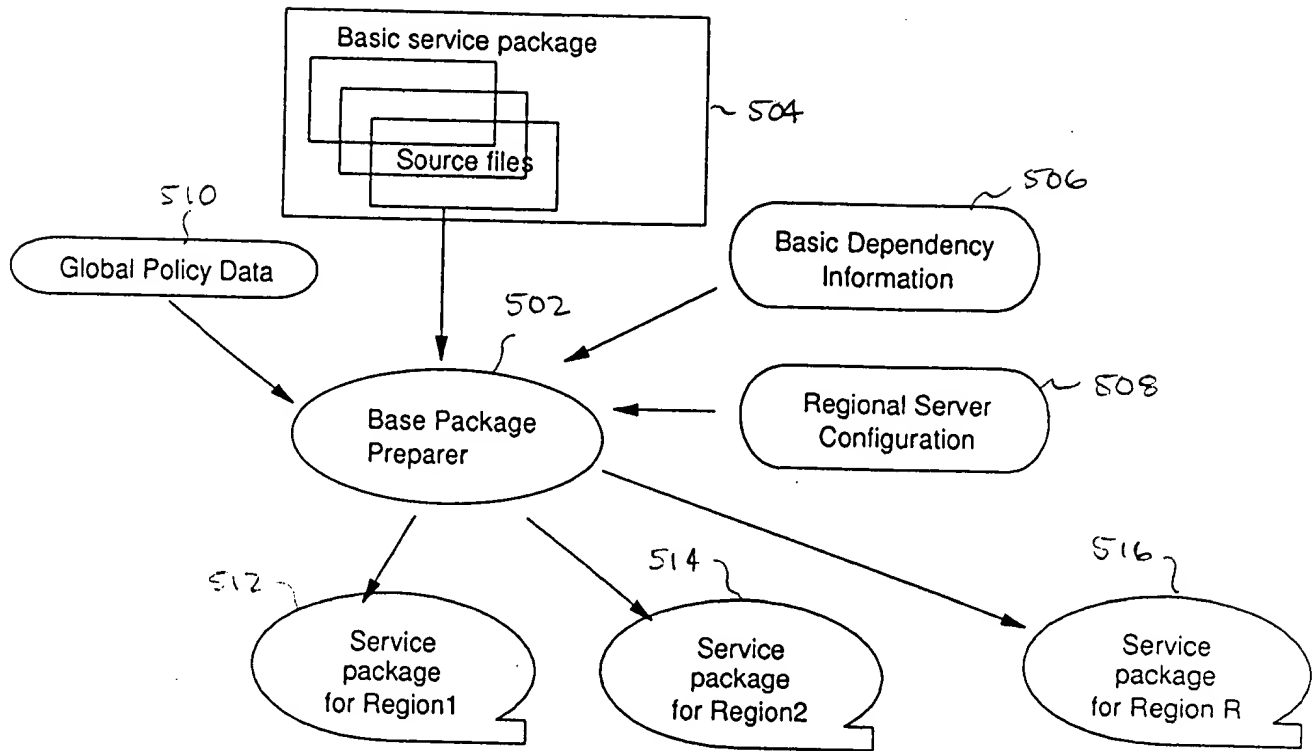 Basic service package
504
Source files
510
506
Global Policy Data
Basic Dependency
Information
502
508
Base Package
Preparer
Regional Server
Configuration
512
514
516
Service
package
for Region1
Service
package
for Region2
Service
package
for Region R